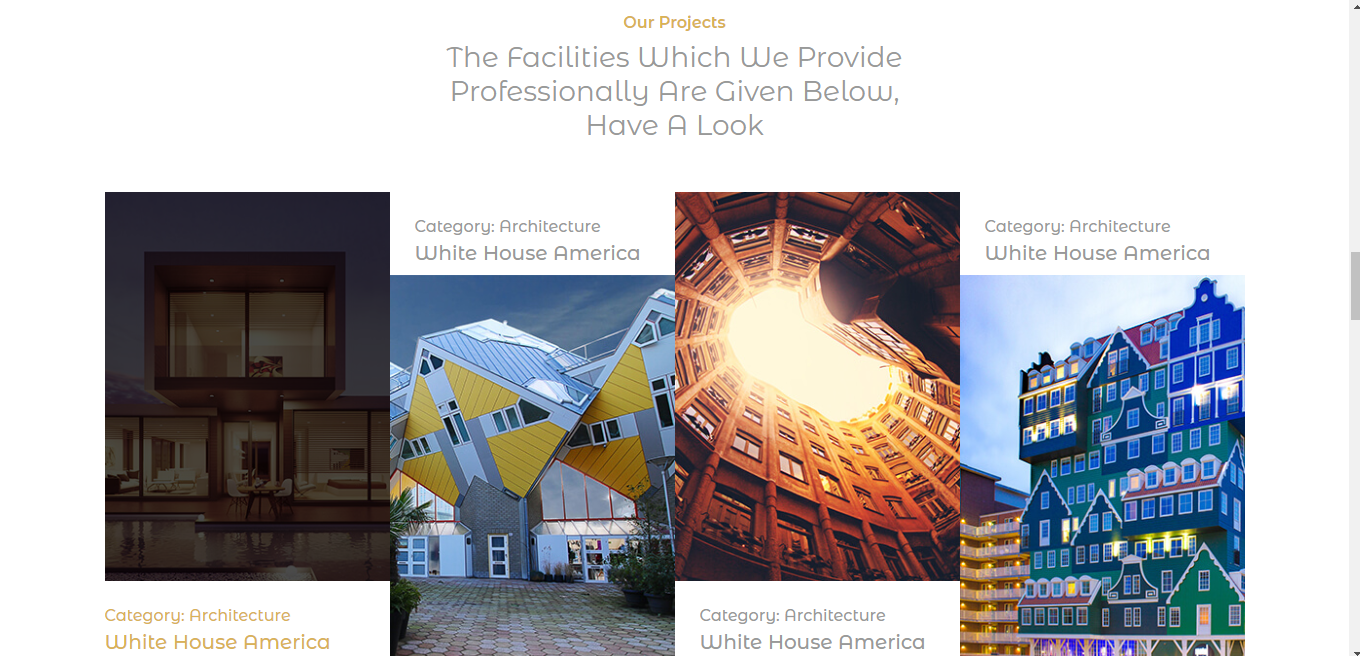 Our Projects
The Facilities Which We Provide
Professionally Are Given Below,
Have A Look
Category: Architecture
White House America
Category: Architecture
White House America
Category: Architecture
White House America
Category: Architecture
White House America